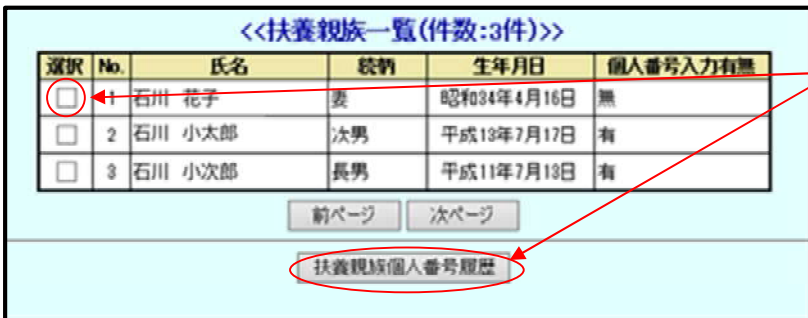 <<扶養親族一覧(件数:3件)>>
選択 No. 氏名 続柄 生年月日 個人番号入力有無
1 石川 花子 妻 昭和34年4月16日 無
2 石川 小太郎 次男 平成13年7月17日 有
3 石川 小次郎 長男 平成11年7月13日 有
前ページ 次ページ
扶養親族個人番号履歴